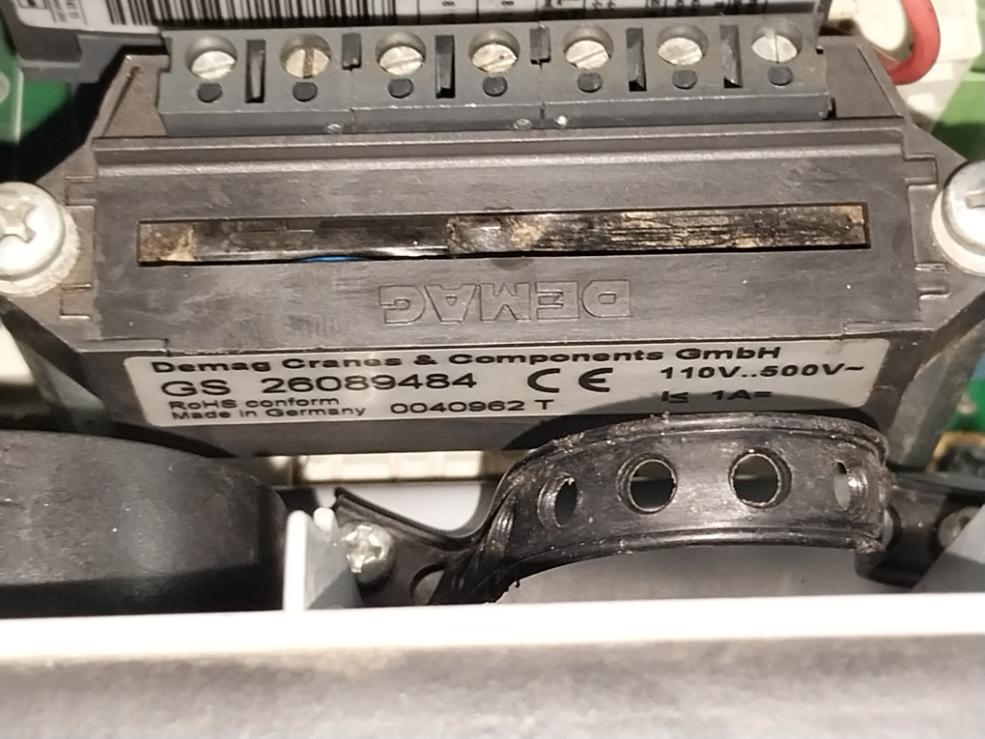 DEMAG
Demag Cranes & Components GmbH
GS 26089484 CE 110V..500V~
RoHS conform I≤ 1A=
Made in Germany 0040962 T